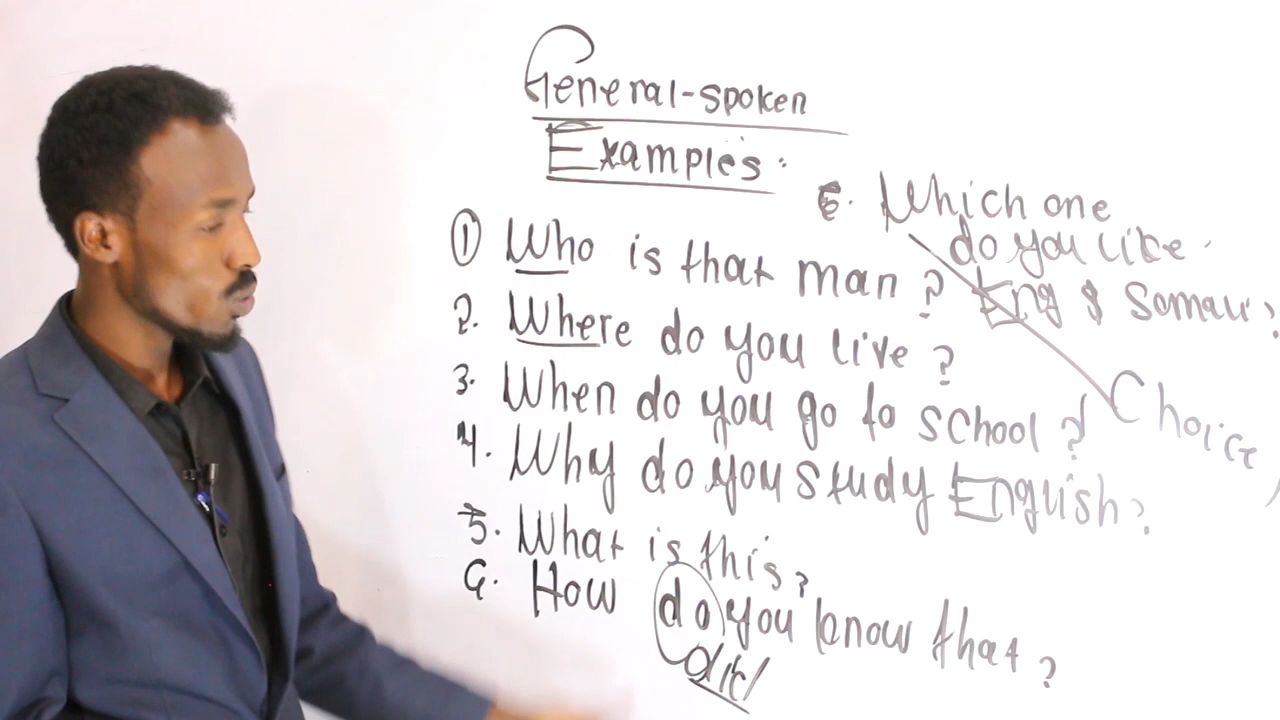 General-spoken
Examples:
① Who is that man?
2. Where do you live?
3. When do you go to school?
4. Why do you study English?
5. What is this?
6. How do you know that?
did
6. Which one
do you like
Eng & Somali?
Choice